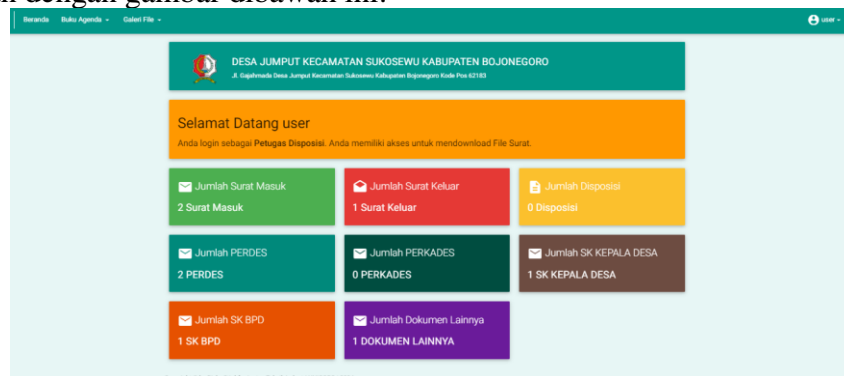 dengan gambar dibawah ini:
Beranda Buku Agenda Galeri File user
DESA JUMPUT KECAMATAN SUKOSEWU KABUPATEN BOJONEGORO
Jl. Gajahmada Desa Jumput Kecamatan Sukosewu Kabupaten Bojonegoro Kode Pos 62183
Selamat Datang user
Anda login sebagai Petugas Disposisi. Anda memiliki akses untuk mendownload File Surat.
Jumlah Surat Masuk
2 Surat Masuk
Jumlah Surat Keluar
1 Surat Keluar
Jumlah Disposisi
0 Disposisi
Jumlah PERDES
2 PERDES
Jumlah PERKADES
0 PERKADES
Jumlah SK KEPALA DESA
1 SK KEPALA DESA
Jumlah SK BPD
1 SK BPD
Jumlah Dokumen Lainnya
1 DOKUMEN LAINNYA